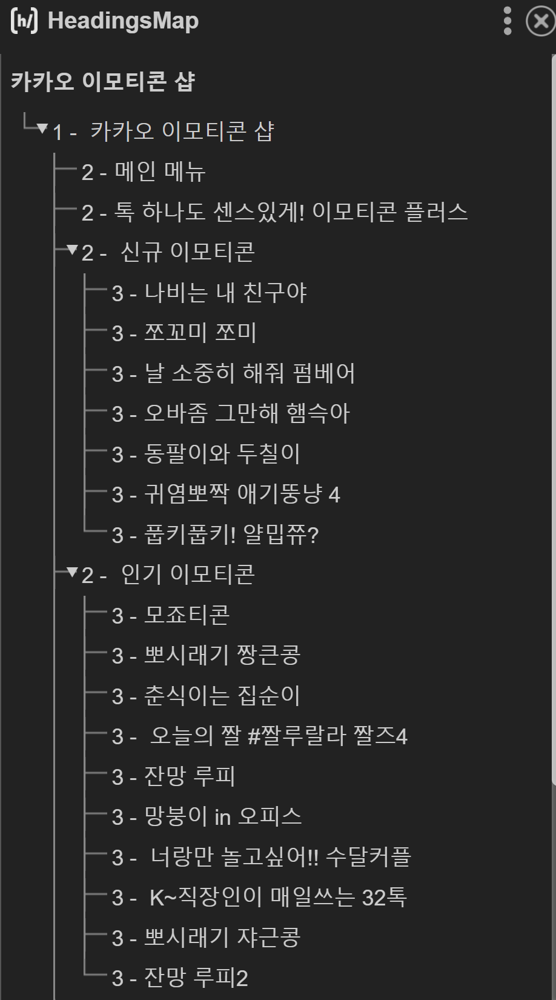 [h/] HeadingsMap
카카오 이모티콘 샵
1 - 카카오 이모티콘 샵
2 - 메인 메뉴
2 - 톡 하나도 센스있게! 이모티콘 플러스
2 - 신규 이모티콘
3 - 나비는 내 친구야
3 - 쪼꼬미 쪼미
3 - 날 소중히 해줘 펌베어
3 - 오바좀 그만해 햄슥아
3 - 동팔이와 두칠이
3 - 귀염뽀짝 애기뚱냥 4
3 - 풉키풉키! 얄밉쮸?
2 - 인기 이모티콘
3 - 모죠티콘
3 - 뽀시래기 짱큰콩
3 - 춘식이는 집순이
3 - 오늘의 짤 #짤루랄라 짤즈4
3 - 잔망 루피
3 - 망붕이 in 오피스
3 - 너랑만 놀고싶어!! 수달커플
3 - K~직장인이 매일쓰는 32톡
3 - 뽀시래기 쟈근콩
3 - 잔망 루피2